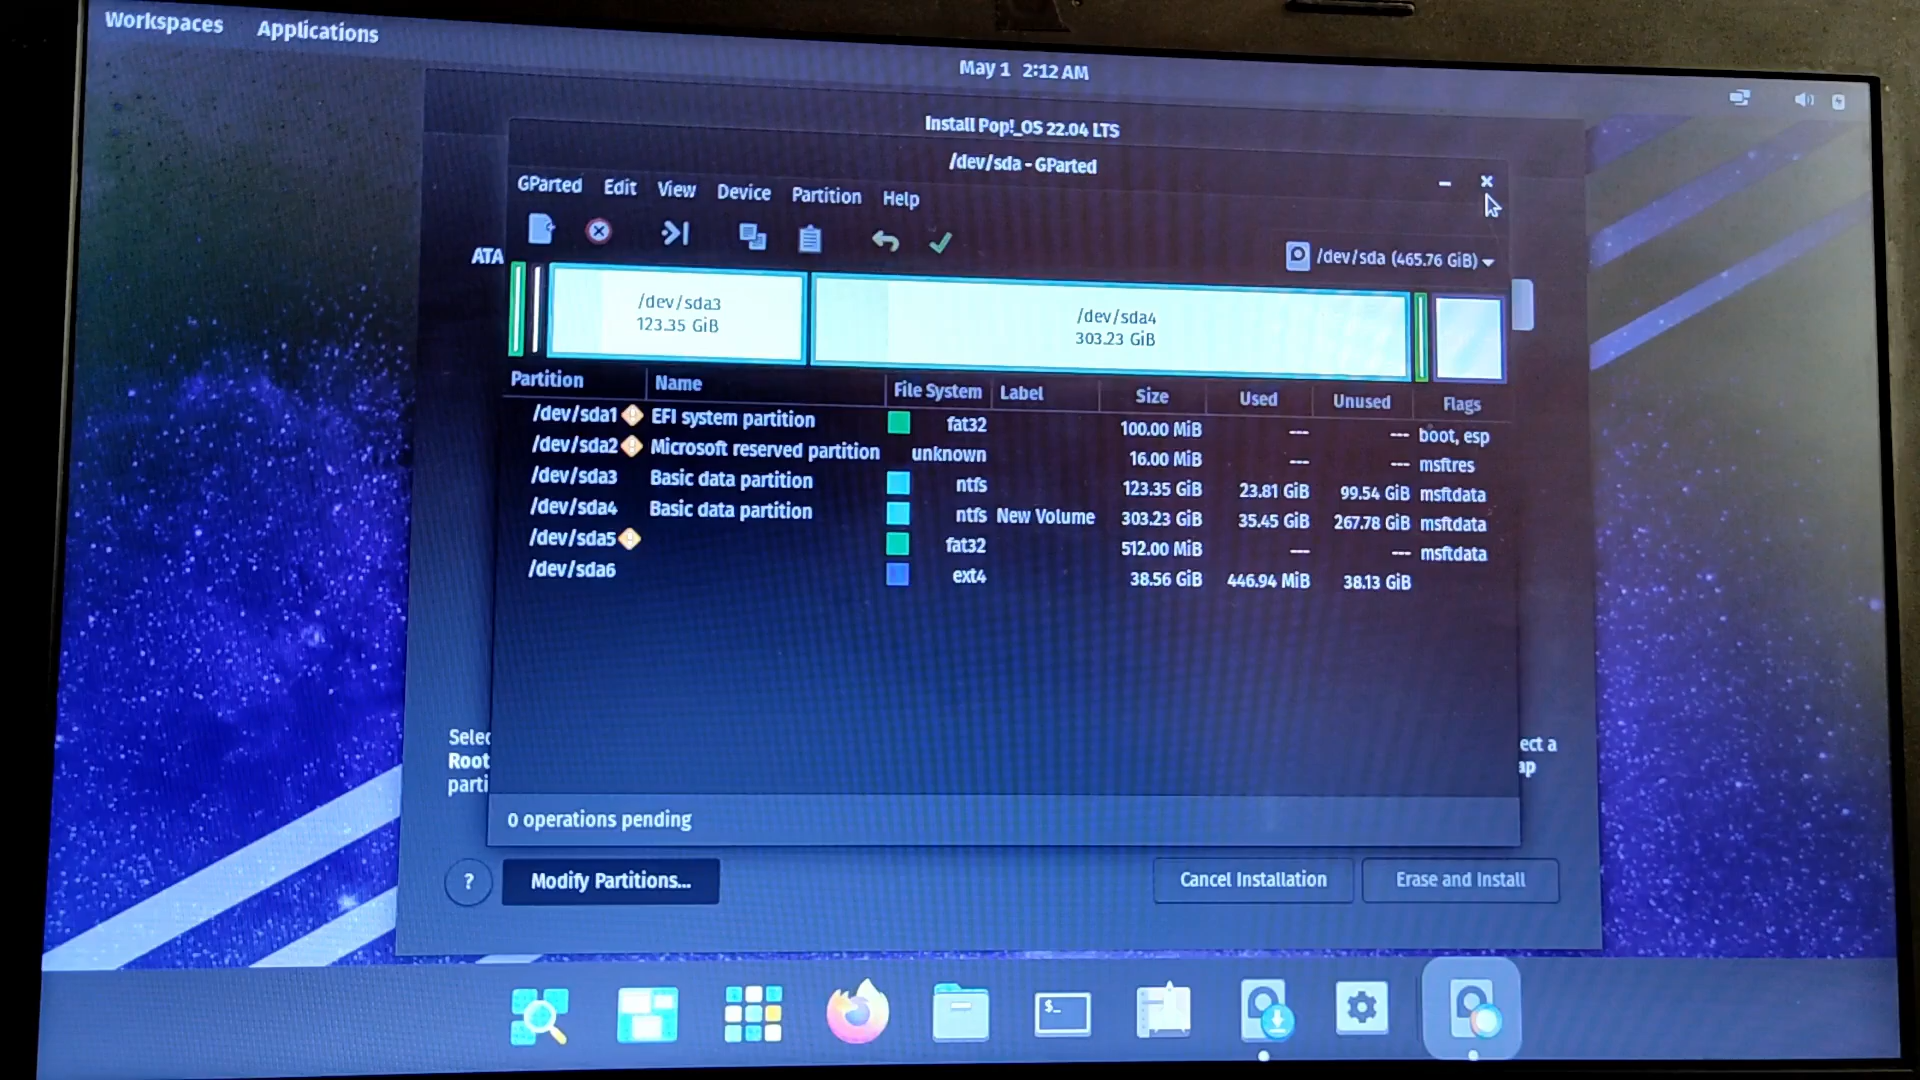 Workspaces Applications
May 1 2:12 AM
Install Pop!_OS 22.04 LTS
/dev/sda - GParted
GParted Edit View Device Partition Help
/dev/sda (465.76 GiB)
ATA
/dev/sda3
123.35 GiB
/dev/sda4
303.23 GiB
Partition Name File System Label Size Used Unused Flags
/dev/sda1 EFI system partition fat32 100.00 MiB --- --- boot, esp
/dev/sda2 Microsoft reserved partition unknown 16.00 MiB --- --- msftres
/dev/sda3 Basic data partition ntfs 123.35 GiB 23.81 GiB 99.54 GiB msftdata
/dev/sda4 Basic data partition ntfs New Volume 303.23 GiB 35.45 GiB 267.78 GiB msftdata
/dev/sda5 fat32 512.00 MiB --- --- msftdata
/dev/sda6 ext4 38.56 GiB 446.94 MiB 38.13 GiB
Selec
Root
parti
ect a
ap
0 operations pending
? Modify Partitions... Cancel Installation Erase and Install
$_